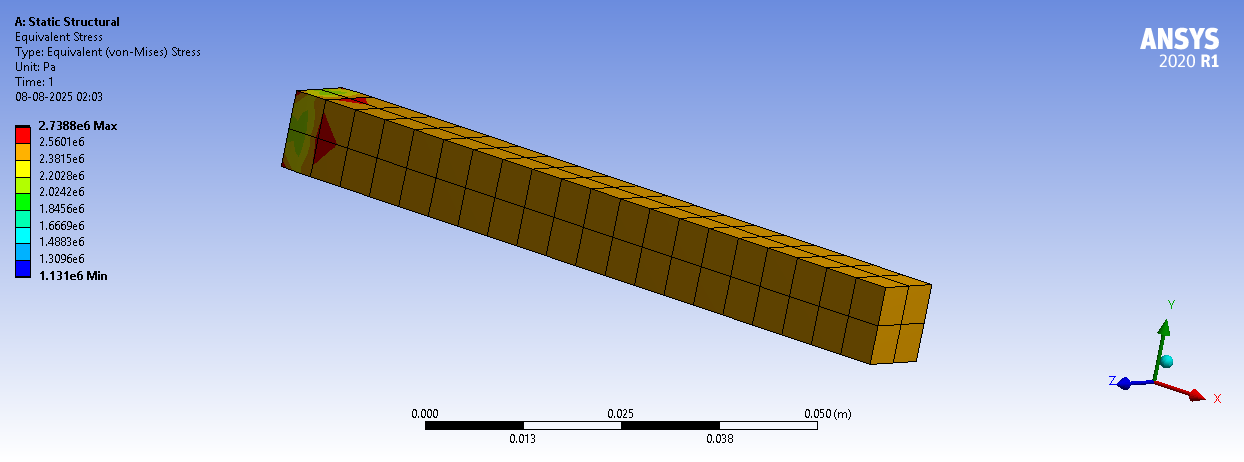 A: Static Structural
Equivalent Stress
Type: Equivalent (von-Mises) Stress
Unit: Pa
Time: 1
08-08-2025 02:03
2.7388e6 Max
2.5601e6
2.3815e6
2.2028e6
2.0242e6
1.8456e6
1.6669e6
1.4883e6
1.3096e6
1.131e6 Min
ANSYS
2020 R1
Y
Z
X
0.000 0.025 0.050 (m)
0.013 0.038